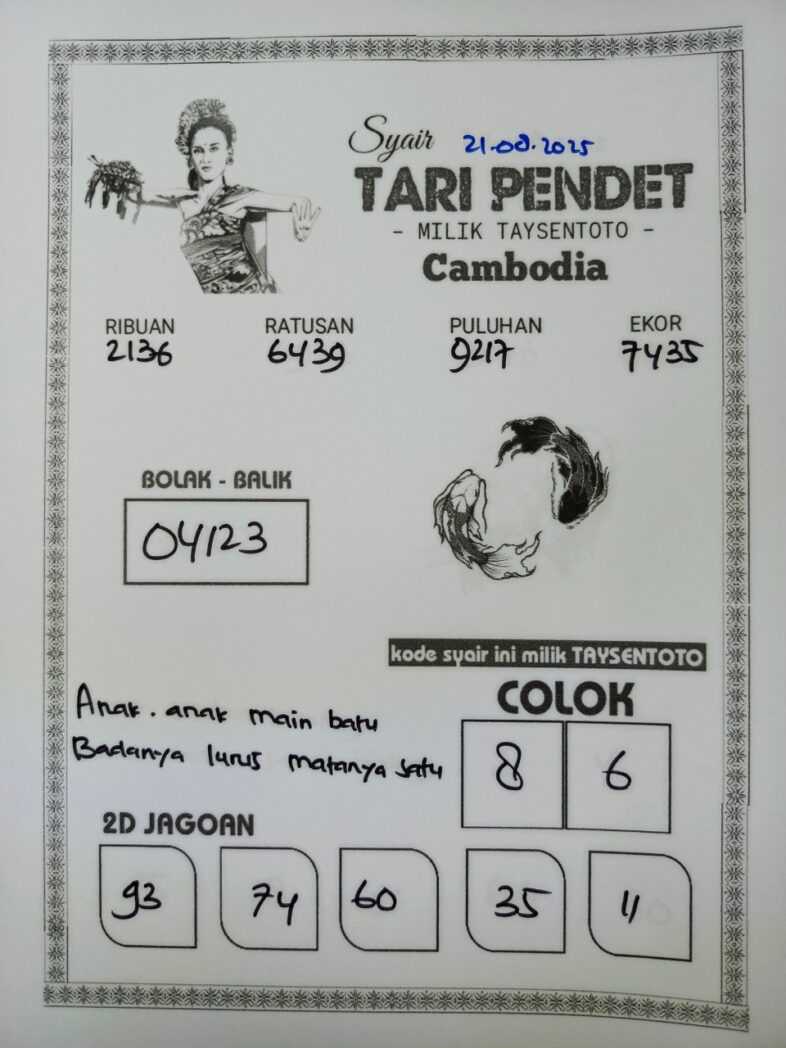 Syair 21.08.2025
TARI PENDET
- MILIK TAYSENTOTO -
Cambodia
RIBUAN RATUSAN PULUHAN EKOR
2136 6439 9217 7435
BOLAK - BALIK
04123
kode syair ini milik TAYSENTOTO
COLOK
8 6
Anak . anak main batu
Badanya lurus matanya satu
2D JAGOAN
93 74 60 35 11